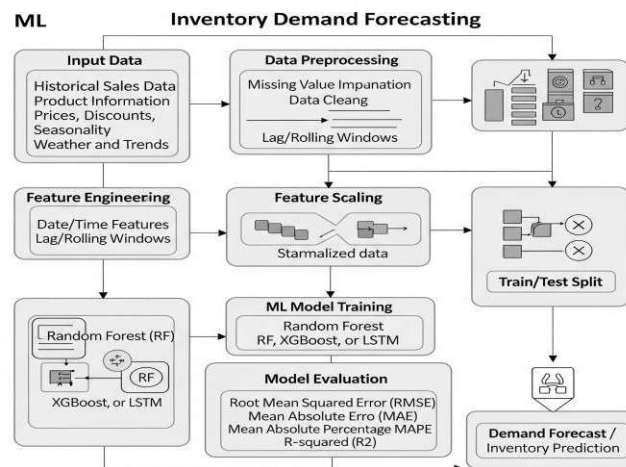 ML
Inventory Demand Forecasting
Input Data
Historical Sales Data
Product Information
Prices, Discounts,
Seasonality
Weather and Trends
Data Preprocessing
Missing Value Impanation
Data Cleang
Lag/Rolling Windows
?
Feature Engineering
Date/Time Features
Lag/Rolling Windows
Feature Scaling
Starmalized data
Train/Test Split
Random Forest (RF)
RF
XGBoost, or LSTM
ML Model Training
Random Forest
RF, XGBoost, or LSTM
Model Evaluation
Root Mean Squared Error (RMSE)
Mean Absolute Erro (MAE)
Mean Absolute Percentage MAPE
R-squared (R2)
Demand Forecast /
Inventory Prediction